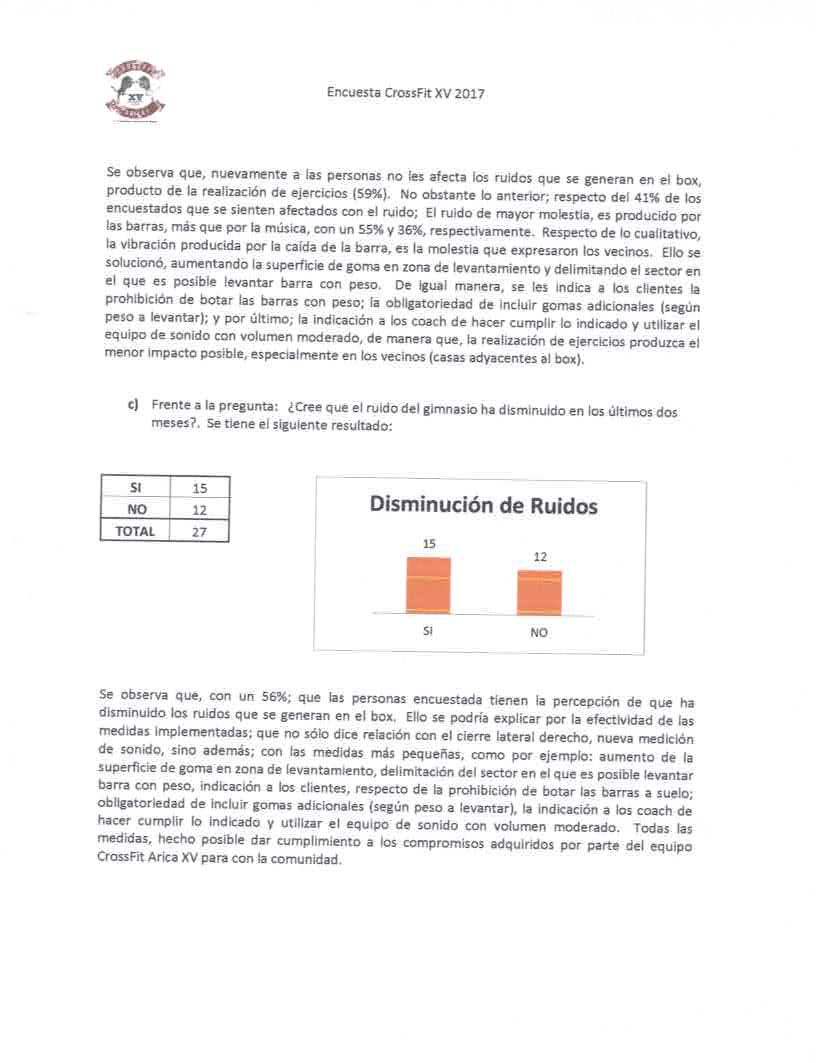 XV
Encuesta CrossFit XV 2017
Se observa que, nuevamente a las personas no les afecta los ruidos que se generan en el box,
producto de la realización de ejercicios (59%). No obstante lo anterior; respecto del 41% de los
encuestados que se sienten afectados con el ruido; El ruido de mayor molestia, es producido por
las barras, más que por la música, con un 55% y 36%, respectivamente. Respecto de lo cualitativo,
la vibración producida por la caída de la barra, es la molestia que expresaron los vecinos. Ello se
solucionó, aumentando la superficie de goma en zona de levantamiento y delimitando el sector en
el que es posible levantar barra con peso. De igual manera, se les indica a los clientes la
prohibición de botar las barras con peso; la obligatoriedad de incluir gomas adicionales (según
peso a levantar); y por último; la indicación a los coach de hacer cumplir lo indicado y utilizar el
equipo de sonido con volumen moderado, de manera que, la realización de ejercicios produzca el
menor impacto posible, especialmente en los vecinos (casas adyacentes al box).
c) Frente a la pregunta: ¿Cree que el ruido del gimnasio ha disminuido en los últimos dos
meses?. Se tiene el siguiente resultado:
SI 15
NO 12
TOTAL 27
Disminución de Ruidos
15
12
SI
NO
Se observa que, con un 56%; que las personas encuestada tienen la percepción de que ha
disminuido los ruidos que se generan en el box. Ello se podría explicar por la efectividad de las
medidas implementadas; que no sólo dice relación con el cierre lateral derecho, nueva medición
de sonido, sino además; con las medidas más pequeñas, como por ejemplo: aumento de la
superficie de goma en zona de levantamiento, delimitación del sector en el que es posible levantar
barra con peso, indicación a los clientes, respecto de la prohibición de botar las barras a suelo;
obligatoriedad de incluir gomas adicionales (según peso a levantar), la indicación a los coach de
hacer cumplir lo indicado y utilizar el equipo de sonido con volumen moderado. Todas las
medidas, hecho posible dar cumplimiento a los compromisos adquiridos por parte del equipo
CrossFit Arica XV para con la comunidad.